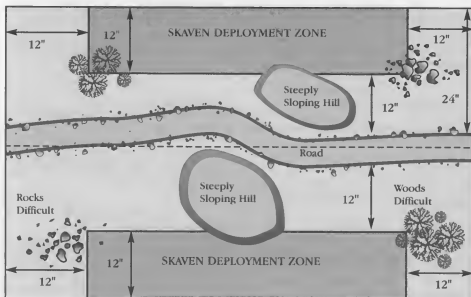 SKAVEN DEPLOYMENT ZONE
12"
12"
12"
Steeply
Sloping Hill
12"
24"
Road
Steeply
Sloping Hill
Rocks
Difficult
12"
Woods
Difficult
12"
12"
SKAVEN DEPLOYMENT ZONE
12"